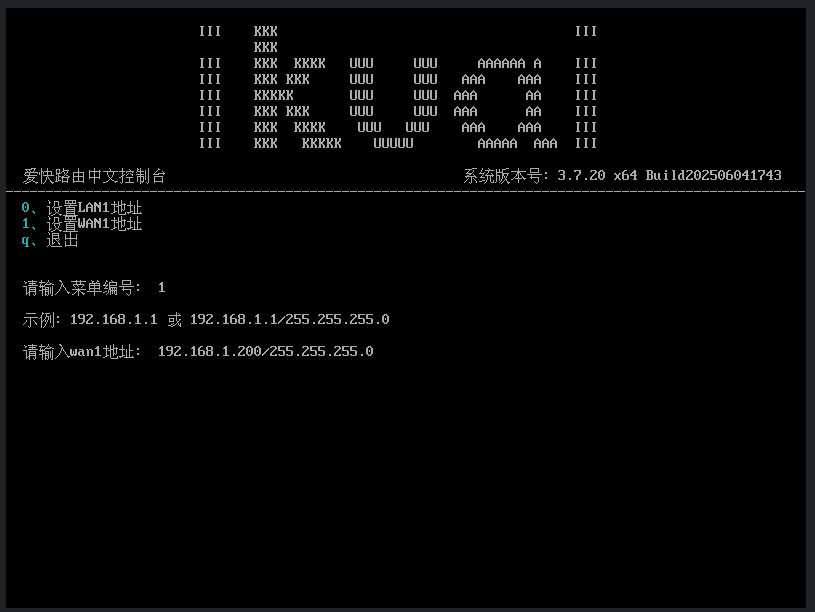 III    KKK                                     III
       KKK
III    KKK  KKKK   UUU     UUU     AAAAAA A    III
III    KKK KKK     UUU     UUU   AAA    AAA    III
III    KKKKK       UUU     UUU  AAA      AA    III
III    KKK KKK     UUU     UUU  AAA      AA    III
III    KKK  KKKK    UUU   UUU    AAA    AAA    III
III    KKK   KKKKK    UUUUU        AAAAA  AAA  III
爱快路由中文控制台 系统版本号: 3.7.20 x64 Build202506041743
0、设置LAN1地址
1、设置WAN1地址
q、退出
请输入菜单编号: 1
示例: 192.168.1.1 或 192.168.1.1/255.255.255.0
请输入wan1地址: 192.168.1.200/255.255.255.0